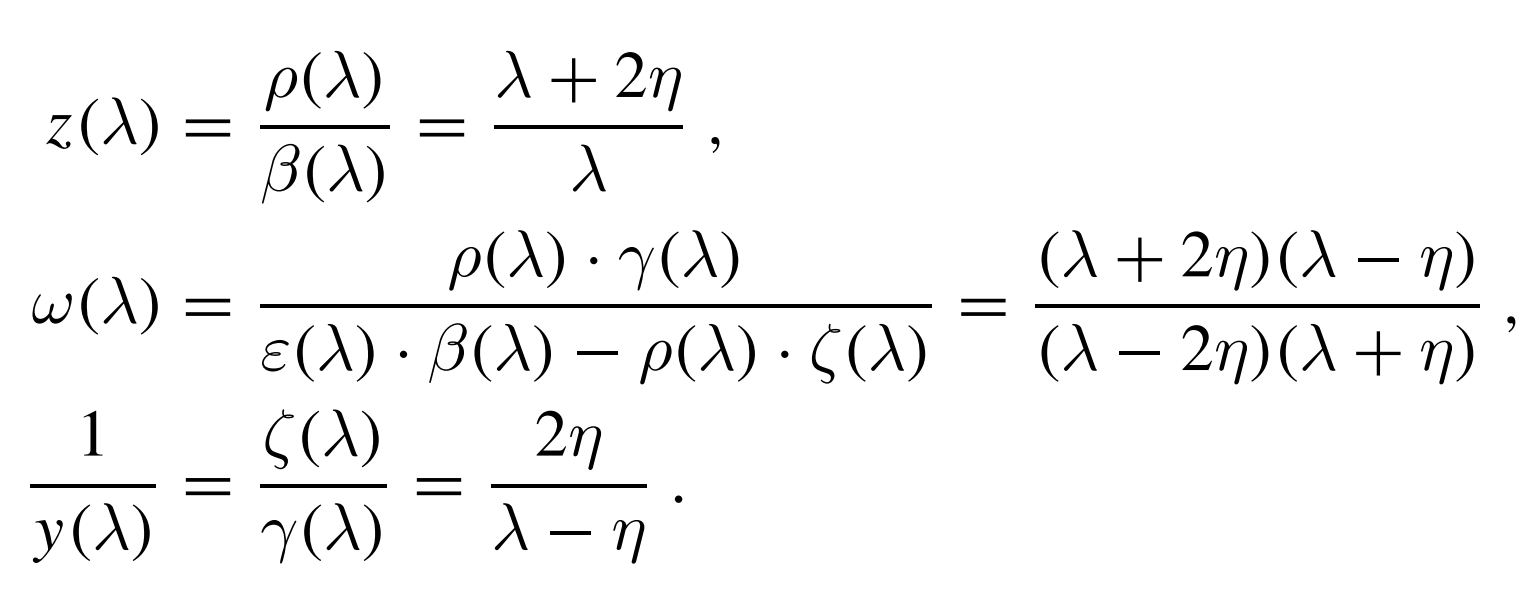 z(λ) = ρ(λ)/β(λ) = (λ + 2η)/λ ,
ω(λ) = (ρ(λ) · γ(λ))/(ε(λ) · β(λ) − ρ(λ) · ζ(λ)) = ((λ + 2η)(λ − η))/((λ − 2η)(λ + η)) ,
1/y(λ) = ζ(λ)/γ(λ) = 2η/(λ − η) .